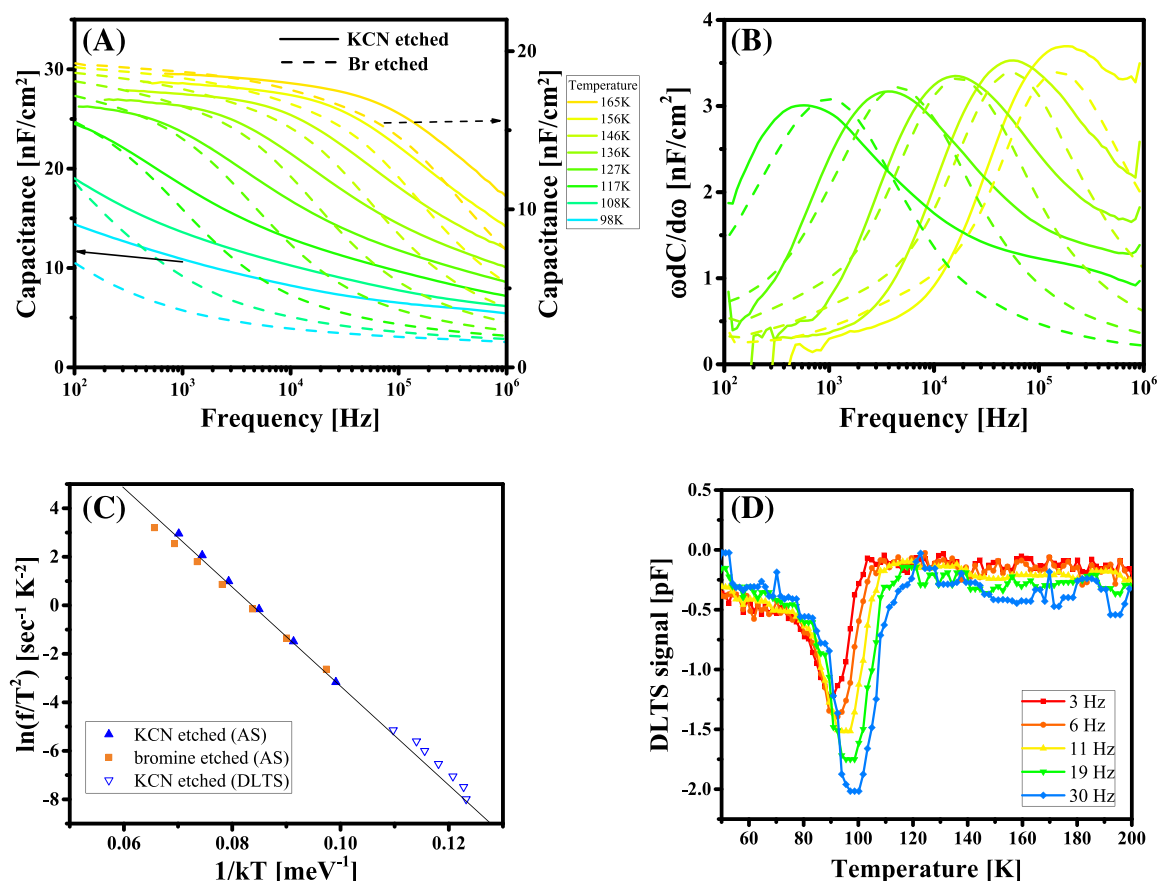 (A)
KCN etched
Br etched
Capacitance [nF/cm²]
30
20
10
0
10² 10³ 10⁴ 10⁵ 10⁶
Frequency [Hz]
20
10
0
Capacitance [nF/cm²]
Temperature
165K
156K
146K
136K
127K
117K
108K
98K
(B)
ωdC/dω [nF/cm²]
4
3
2
1
0
10² 10³ 10⁴ 10⁵ 10⁶
Frequency [Hz]
(C)
ln(f/T²) [sec⁻¹ K⁻²]
4
2
0
-2
-4
-6
-8
KCN etched (AS)
bromine etched (AS)
KCN etched (DLTS)
0.06 0.08 0.10 0.12
1/kT [meV⁻¹]
(D)
DLTS signal [pF]
0.5
0.0
-0.5
-1.0
-1.5
-2.0
3 Hz
6 Hz
11 Hz
19 Hz
30 Hz
60 80 100 120 140 160 180 200
Temperature [K]